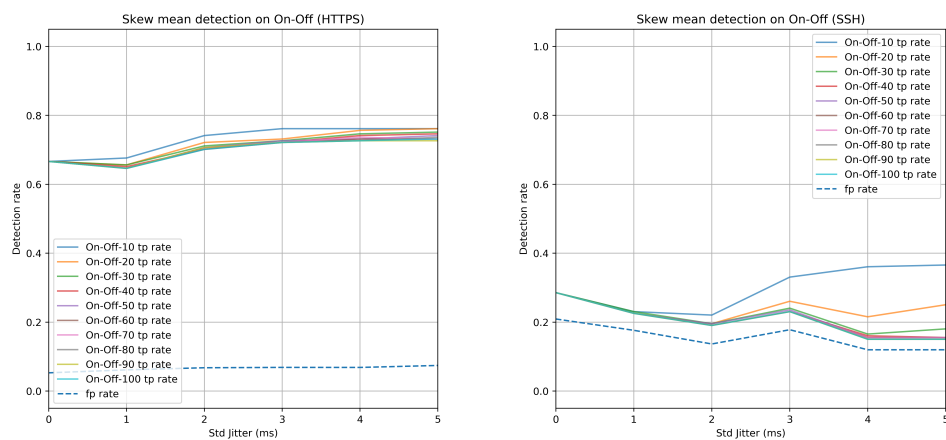 Skew mean detection on On-Off (HTTPS)
Detection rate
1.0
0.8
0.6
0.4
0.2
0.0
On-Off-10 tp rate
On-Off-20 tp rate
On-Off-30 tp rate
On-Off-40 tp rate
On-Off-50 tp rate
On-Off-60 tp rate
On-Off-70 tp rate
On-Off-80 tp rate
On-Off-90 tp rate
On-Off-100 tp rate
fp rate
0 1 2 3 4 5
Std Jitter (ms)
Skew mean detection on On-Off (SSH)
Detection rate
1.0
0.8
0.6
0.4
0.2
0.0
On-Off-10 tp rate
On-Off-20 tp rate
On-Off-30 tp rate
On-Off-40 tp rate
On-Off-50 tp rate
On-Off-60 tp rate
On-Off-70 tp rate
On-Off-80 tp rate
On-Off-90 tp rate
On-Off-100 tp rate
fp rate
0 1 2 3 4 5
Std Jitter (ms)